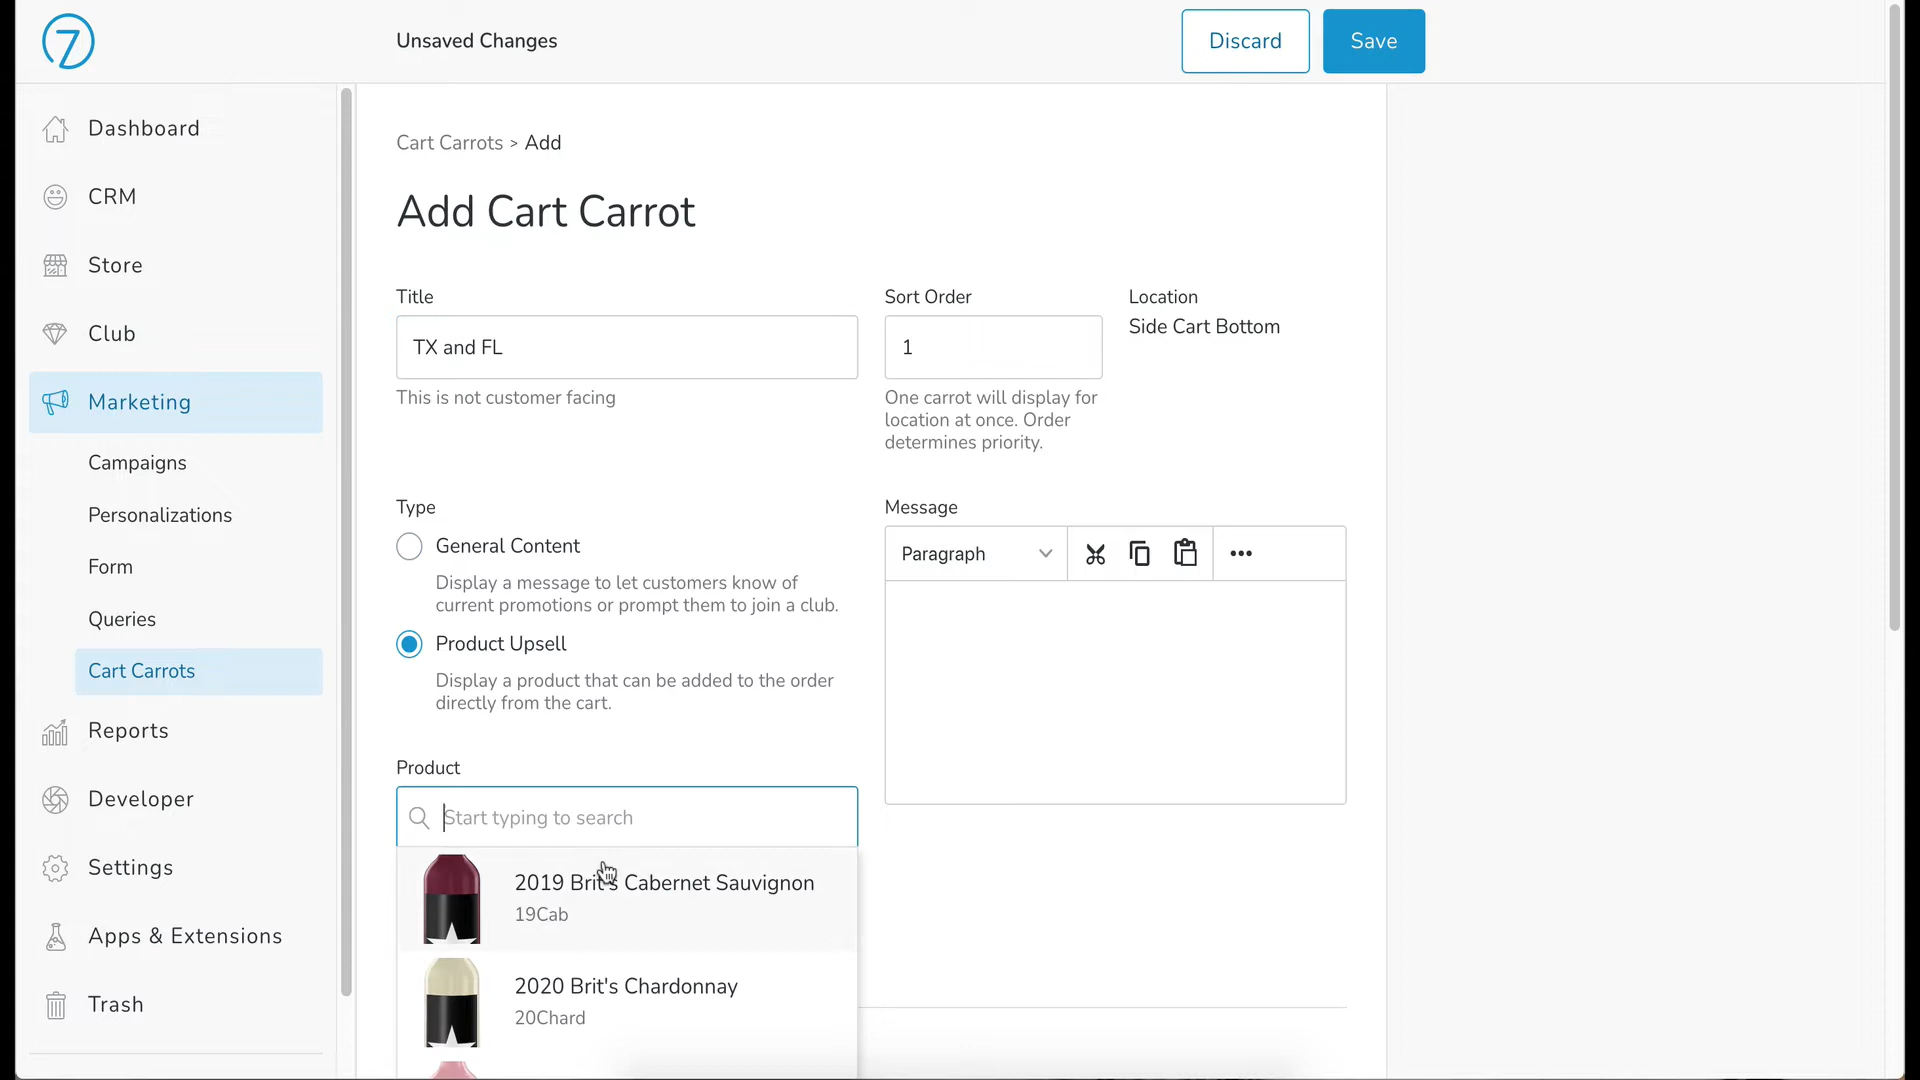 7
Unsaved Changes
Discard
Save
Dashboard
CRM
Store
Club
Marketing
Campaigns
Personalizations
Form
Queries
Cart Carrots
Reports
Developer
Settings
Apps & Extensions
Trash
Cart Carrots > Add
Add Cart Carrot
Title
TX and FL
This is not customer facing
Sort Order
1
One carrot will display for
location at once. Order
determines priority.
Location
Side Cart Bottom
Type
General Content
Display a message to let customers know of
current promotions or prompt them to join a club.
Product Upsell
Display a product that can be added to the order
directly from the cart.
Message
Paragraph
Product
Start typing to search
2019 Brit's Cabernet Sauvignon
19Cab
2020 Brit's Chardonnay
20Chard